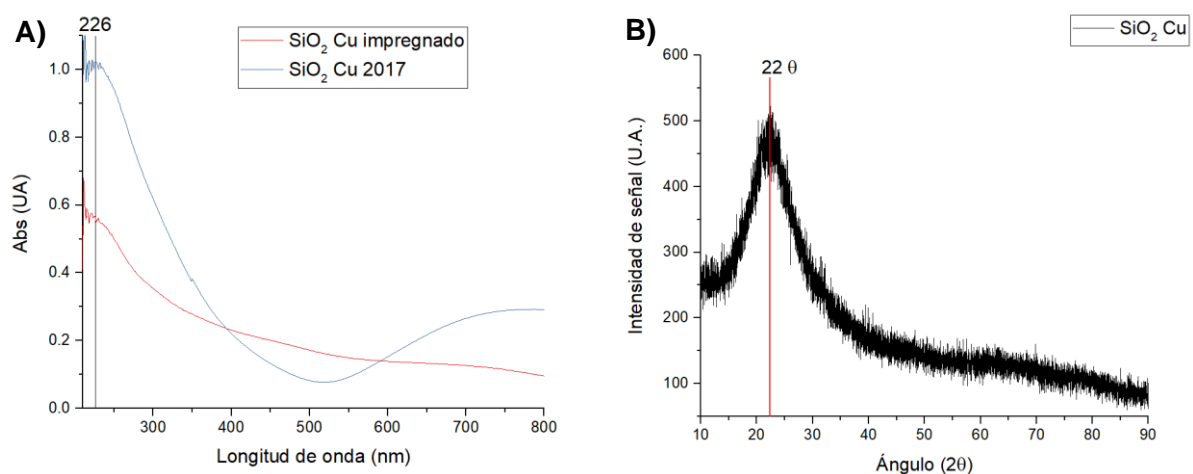 A)
226
SiO₂ Cu impregnado
SiO₂ Cu 2017
1.0
0.8
0.6
0.4
0.2
0.0
Abs (UA)
300 400 500 600 700 800
Longitud de onda (nm)
B)
SiO₂ Cu
22 θ
600
500
400
300
200
100
Intensidad de señal (U.A.)
10 20 30 40 50 60 70 80 90
Ángulo (2θ)